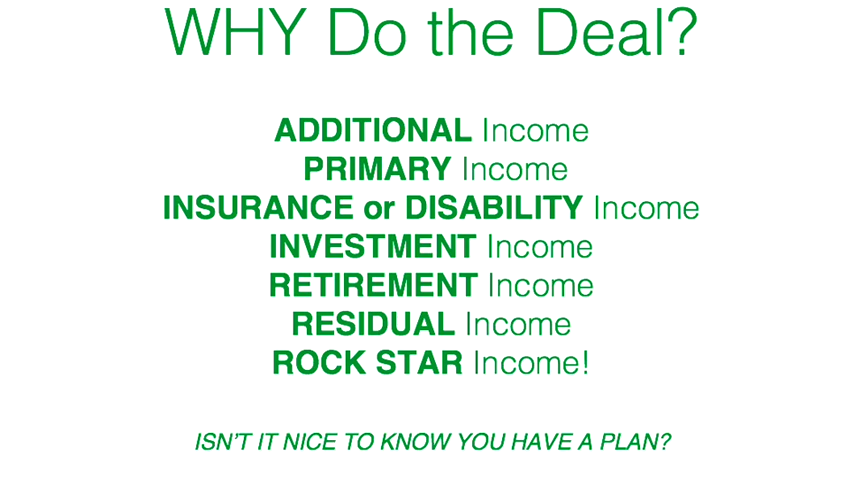 WHY Do the Deal?
ADDITIONAL Income
PRIMARY Income
INSURANCE or DISABILITY Income
INVESTMENT Income
RETIREMENT Income
RESIDUAL Income
ROCK STAR Income!
ISN'T IT NICE TO KNOW YOU HAVE A PLAN?